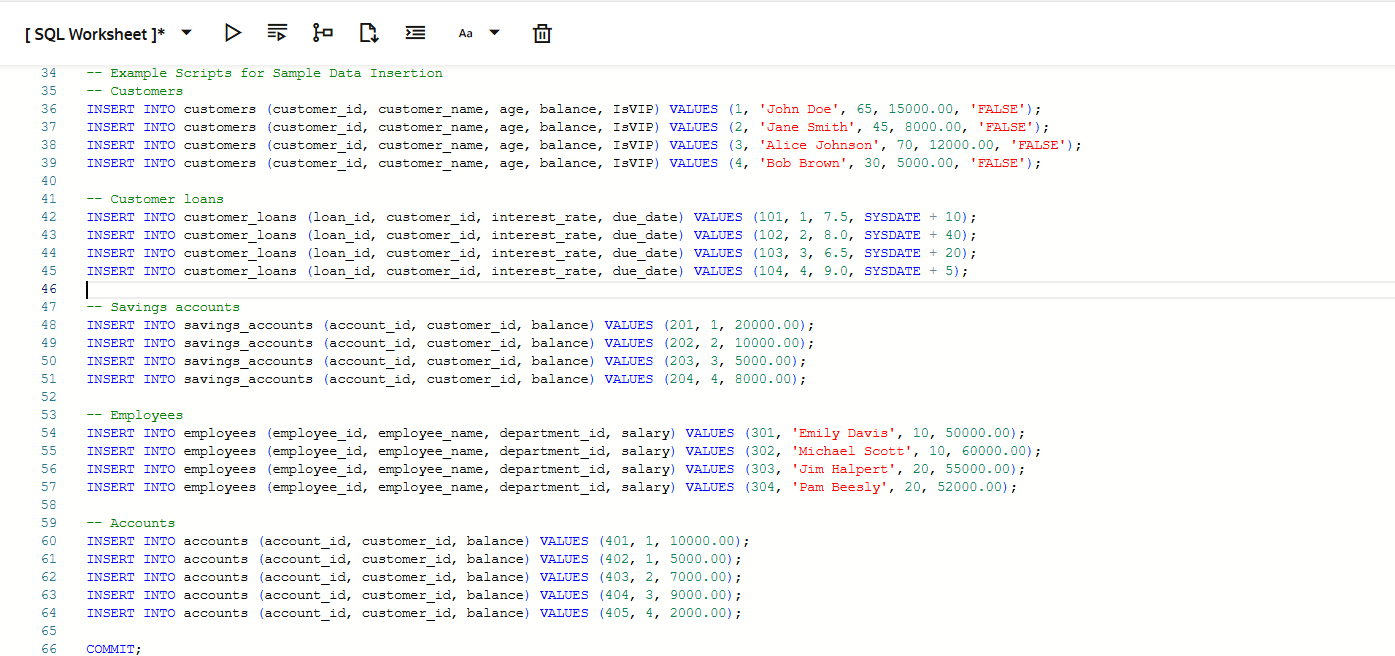 [ SQL Worksheet ]*
Aa
34 -- Example Scripts for Sample Data Insertion
35 -- Customers
36 INSERT INTO customers (customer_id, customer_name, age, balance, IsVIP) VALUES (1, 'John Doe', 65, 15000.00, 'FALSE');
37 INSERT INTO customers (customer_id, customer_name, age, balance, IsVIP) VALUES (2, 'Jane Smith', 45, 8000.00, 'FALSE');
38 INSERT INTO customers (customer_id, customer_name, age, balance, IsVIP) VALUES (3, 'Alice Johnson', 70, 12000.00, 'FALSE');
39 INSERT INTO customers (customer_id, customer_name, age, balance, IsVIP) VALUES (4, 'Bob Brown', 30, 5000.00, 'FALSE');
40
41 -- Customer loans
42 INSERT INTO customer_loans (loan_id, customer_id, interest_rate, due_date) VALUES (101, 1, 7.5, SYSDATE + 10);
43 INSERT INTO customer_loans (loan_id, customer_id, interest_rate, due_date) VALUES (102, 2, 8.0, SYSDATE + 40);
44 INSERT INTO customer_loans (loan_id, customer_id, interest_rate, due_date) VALUES (103, 3, 6.5, SYSDATE + 20);
45 INSERT INTO customer_loans (loan_id, customer_id, interest_rate, due_date) VALUES (104, 4, 9.0, SYSDATE + 5);
46
47 -- Savings accounts
48 INSERT INTO savings_accounts (account_id, customer_id, balance) VALUES (201, 1, 20000.00);
49 INSERT INTO savings_accounts (account_id, customer_id, balance) VALUES (202, 2, 10000.00);
50 INSERT INTO savings_accounts (account_id, customer_id, balance) VALUES (203, 3, 5000.00);
51 INSERT INTO savings_accounts (account_id, customer_id, balance) VALUES (204, 4, 8000.00);
52
53 -- Employees
54 INSERT INTO employees (employee_id, employee_name, department_id, salary) VALUES (301, 'Emily Davis', 10, 50000.00);
55 INSERT INTO employees (employee_id, employee_name, department_id, salary) VALUES (302, 'Michael Scott', 10, 60000.00);
56 INSERT INTO employees (employee_id, employee_name, department_id, salary) VALUES (303, 'Jim Halpert', 20, 55000.00);
57 INSERT INTO employees (employee_id, employee_name, department_id, salary) VALUES (304, 'Pam Beesly', 20, 52000.00);
58
59 -- Accounts
60 INSERT INTO accounts (account_id, customer_id, balance) VALUES (401, 1, 10000.00);
61 INSERT INTO accounts (account_id, customer_id, balance) VALUES (402, 1, 5000.00);
62 INSERT INTO accounts (account_id, customer_id, balance) VALUES (403, 2, 7000.00);
63 INSERT INTO accounts (account_id, customer_id, balance) VALUES (404, 3, 9000.00);
64 INSERT INTO accounts (account_id, customer_id, balance) VALUES (405, 4, 2000.00);
65
66 COMMIT;